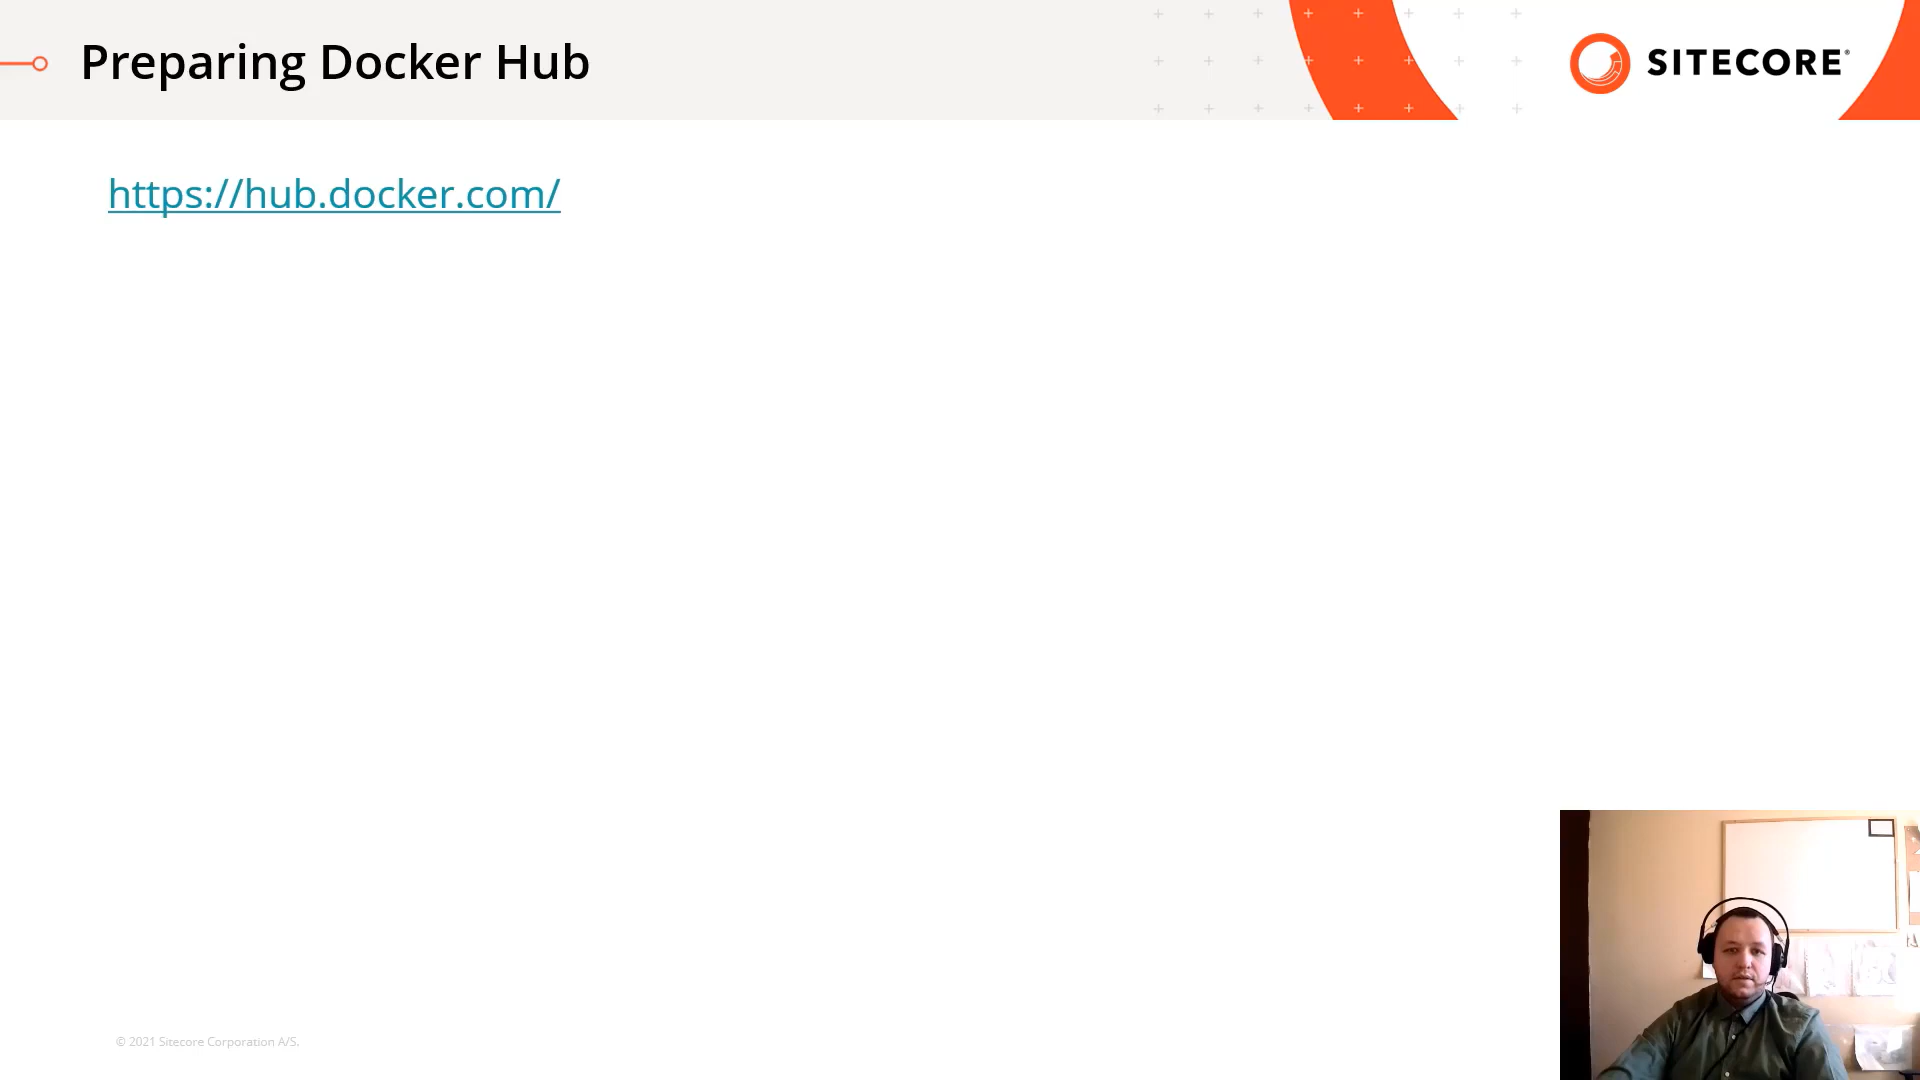 Preparing Docker Hub
SITECORE®
https://hub.docker.com/
© 2021 Sitecore Corporation A/S.